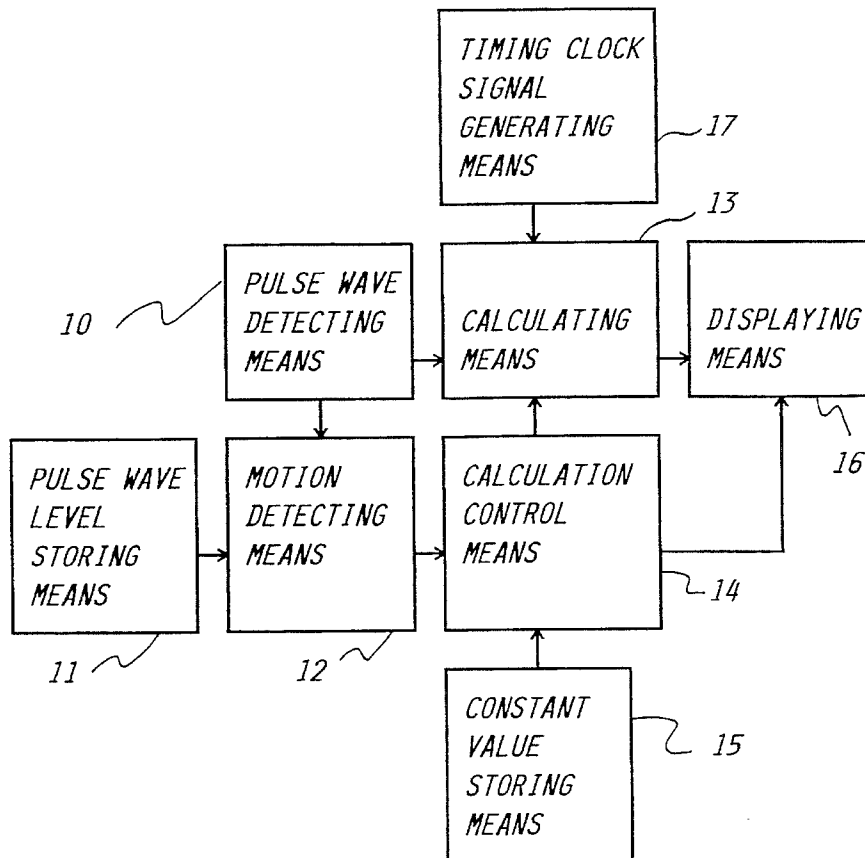 TIMING CLOCK
SIGNAL
GENERATING
MEANS
17
13
PULSE WAVE
DETECTING
MEANS
10
CALCULATING
MEANS
DISPLAYING
MEANS
16
PULSE WAVE
LEVEL
STORING
MEANS
11
MOTION
DETECTING
MEANS
12
CALCULATION
CONTROL
MEANS
14
CONSTANT
VALUE
STORING
MEANS
15